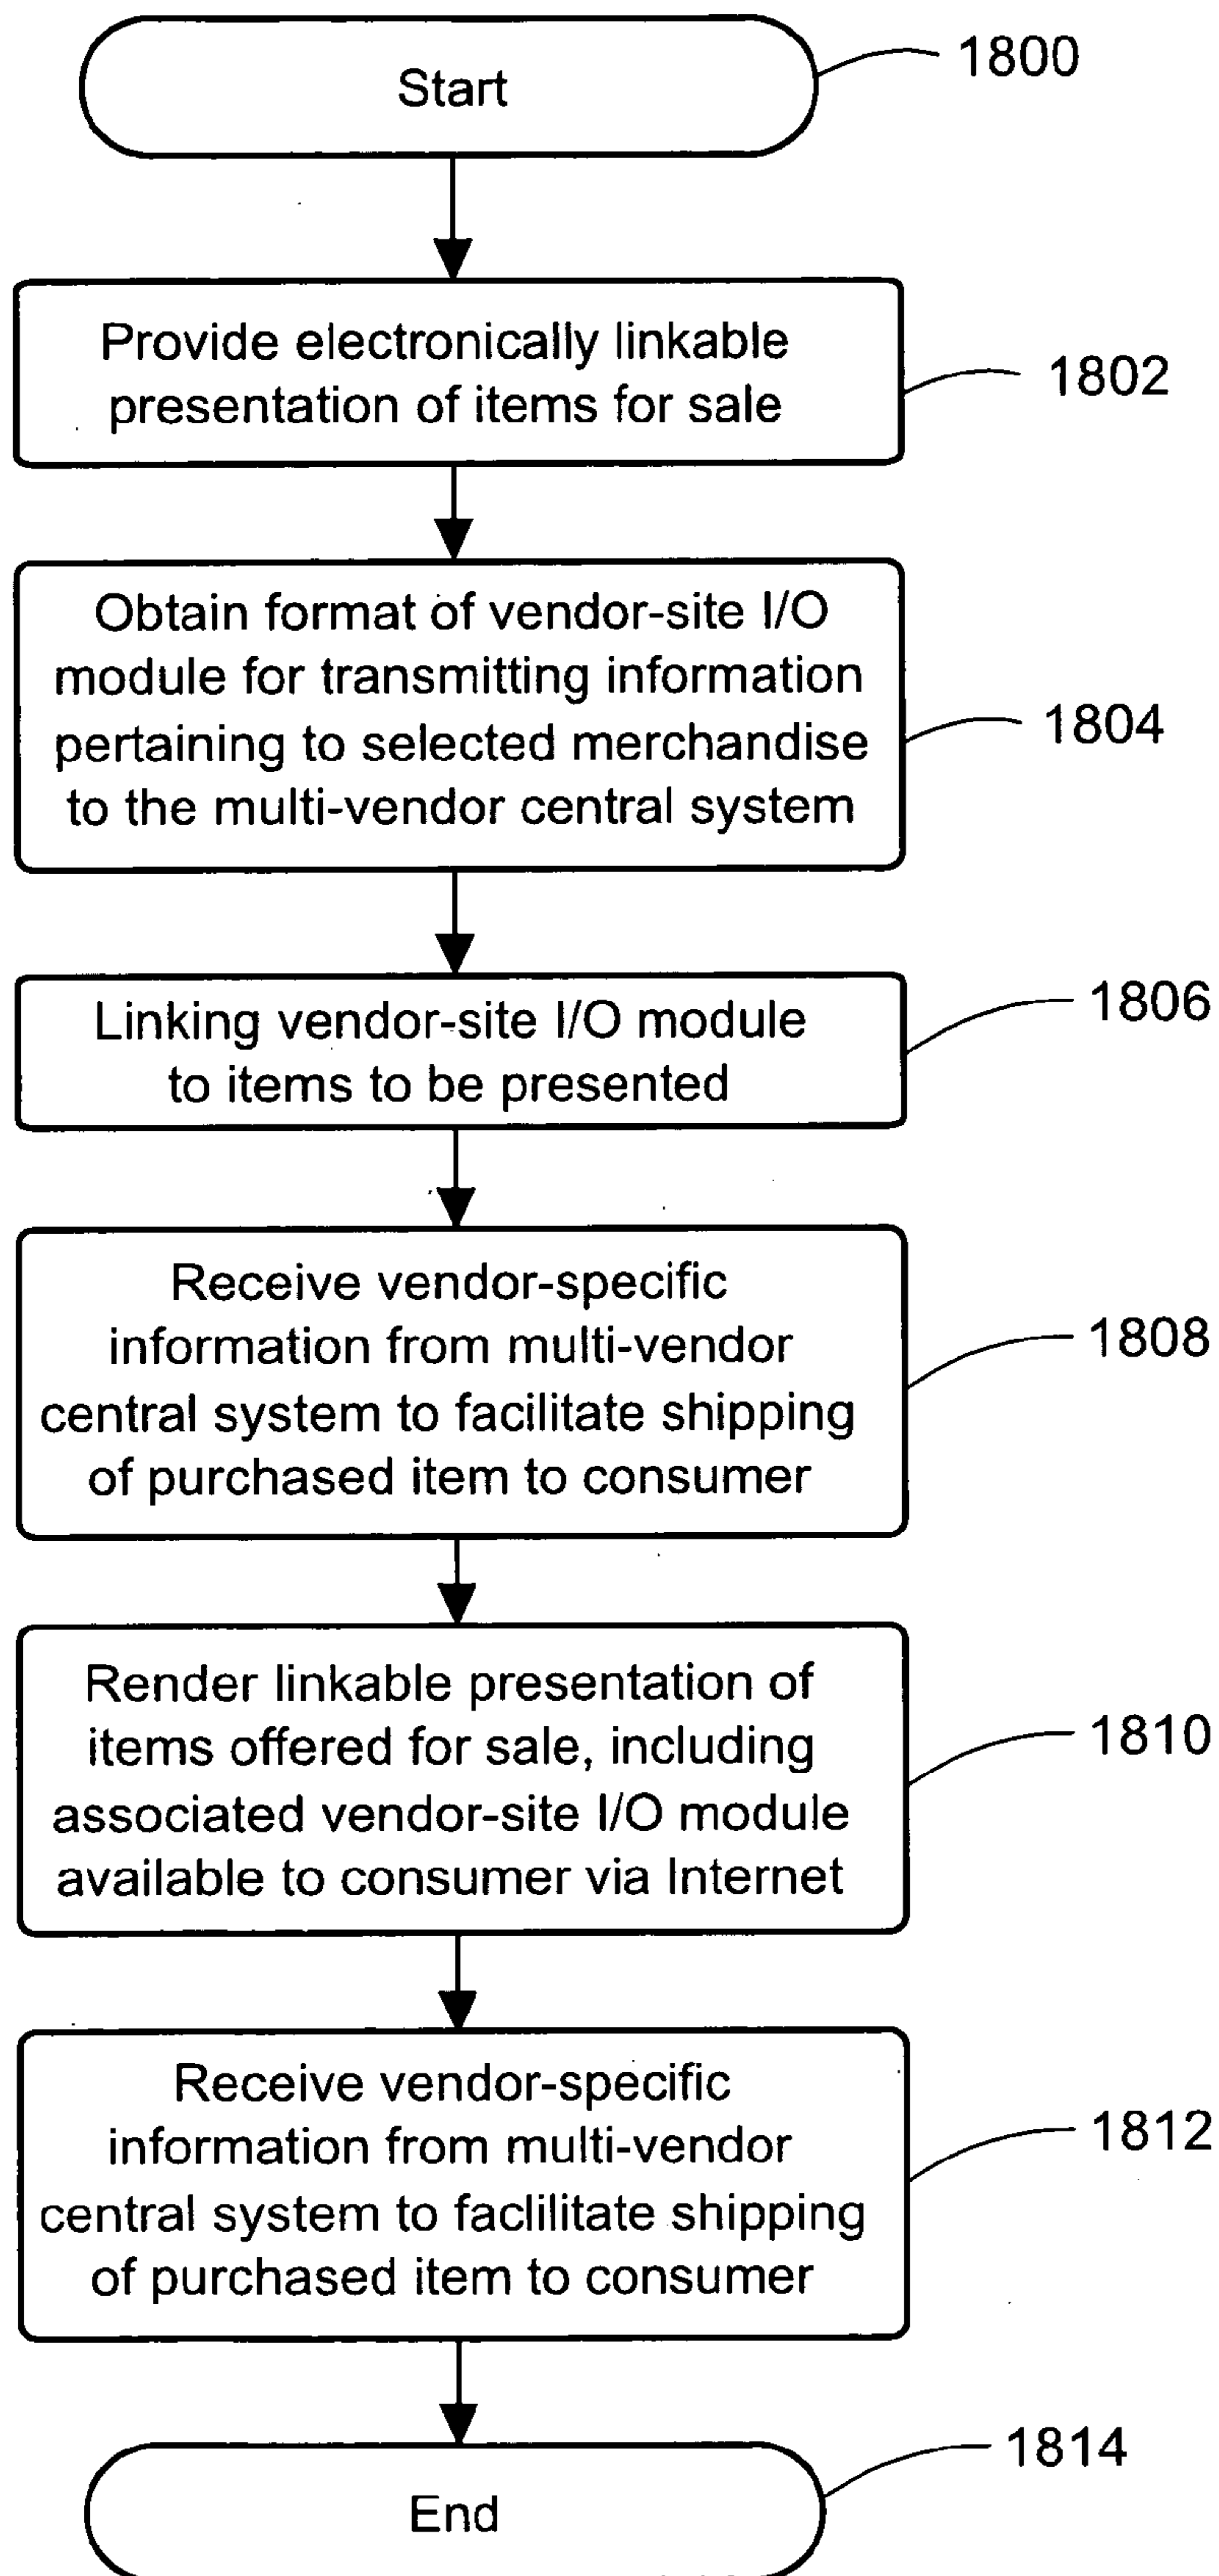 Start
1800
Provide electronically linkable
presentation of items for sale
1802
Obtain format of vendor-site I/O
module for transmitting information
pertaining to selected merchandise
to the multi-vendor central system
1804
Linking vendor-site I/O module
to items to be presented
1806
Receive vendor-specific
information from multi-vendor
central system to facilitate shipping
of purchased item to consumer
1808
Render linkable presentation of
items offered for sale, including
associated vendor-site I/O module
available to consumer via Internet
1810
Receive vendor-specific
information from multi-vendor
central system to faclilitate shipping
of purchased item to consumer
1812
End
1814